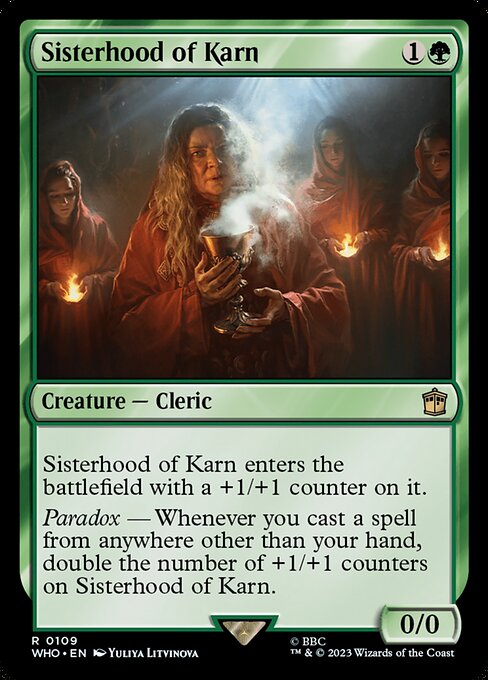 Sisterhood of Karn 1
Creature — Cleric
Sisterhood of Karn enters the
battlefield with a +1/+1 counter on it.
Paradox — Whenever you cast a spell
from anywhere other than your hand,
double the number of +1/+1 counters
on Sisterhood of Karn.
0/0
R 0109
WHO • EN Yuliya Litvinova
© BBC
™ & © 2023 Wizards of the Coast